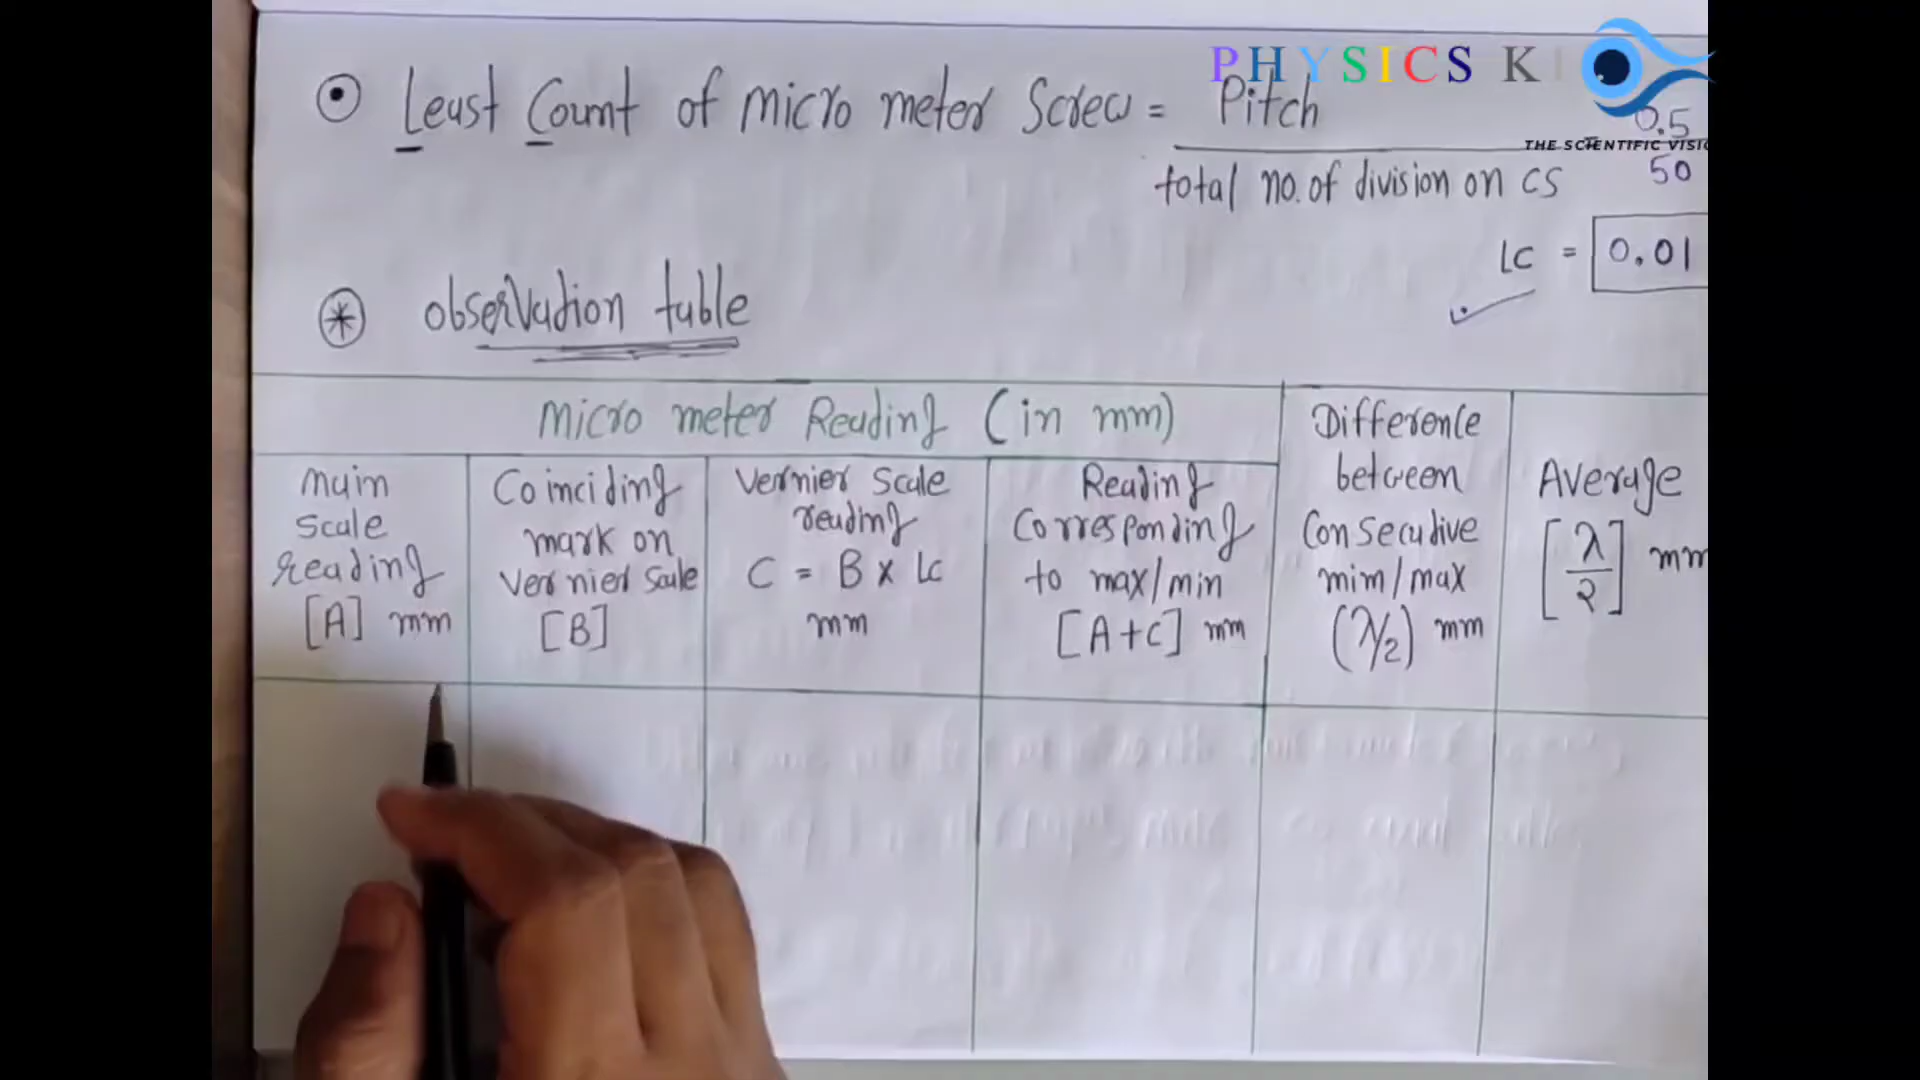 PHYSICS K
Least Count of micro meter Screw = Pitch
total no. of division on CS
0.5
50
THE SCIENTIFIC VISIO
LC = 0.01
observation table
Micro meter Reading (in mm)
Main
scale
reading
[A] mm
Coinciding
mark on
vernier scale
[B]
Vernier scale
reading
C = B x Lc
mm
Reading
Corresponding
to max/min
[A+C] mm
Difference
between
Consecutive
mim/max
(λ/2) mm
Average
[λ/2] mm